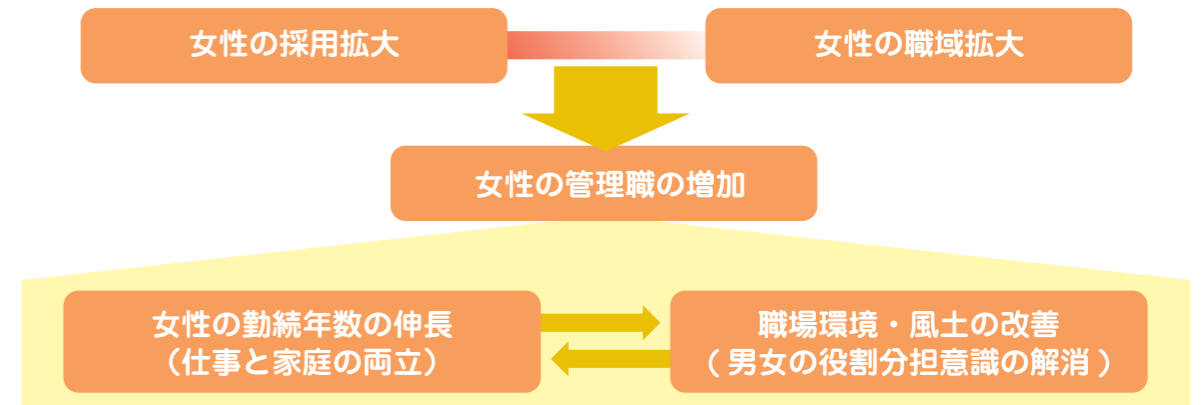 女性の採用拡大
女性の職域拡大
女性の管理職の増加
女性の勤続年数の伸長
（仕事と家庭の両立）
職場環境・風土の改善
（男女の役割分担意識の解消）